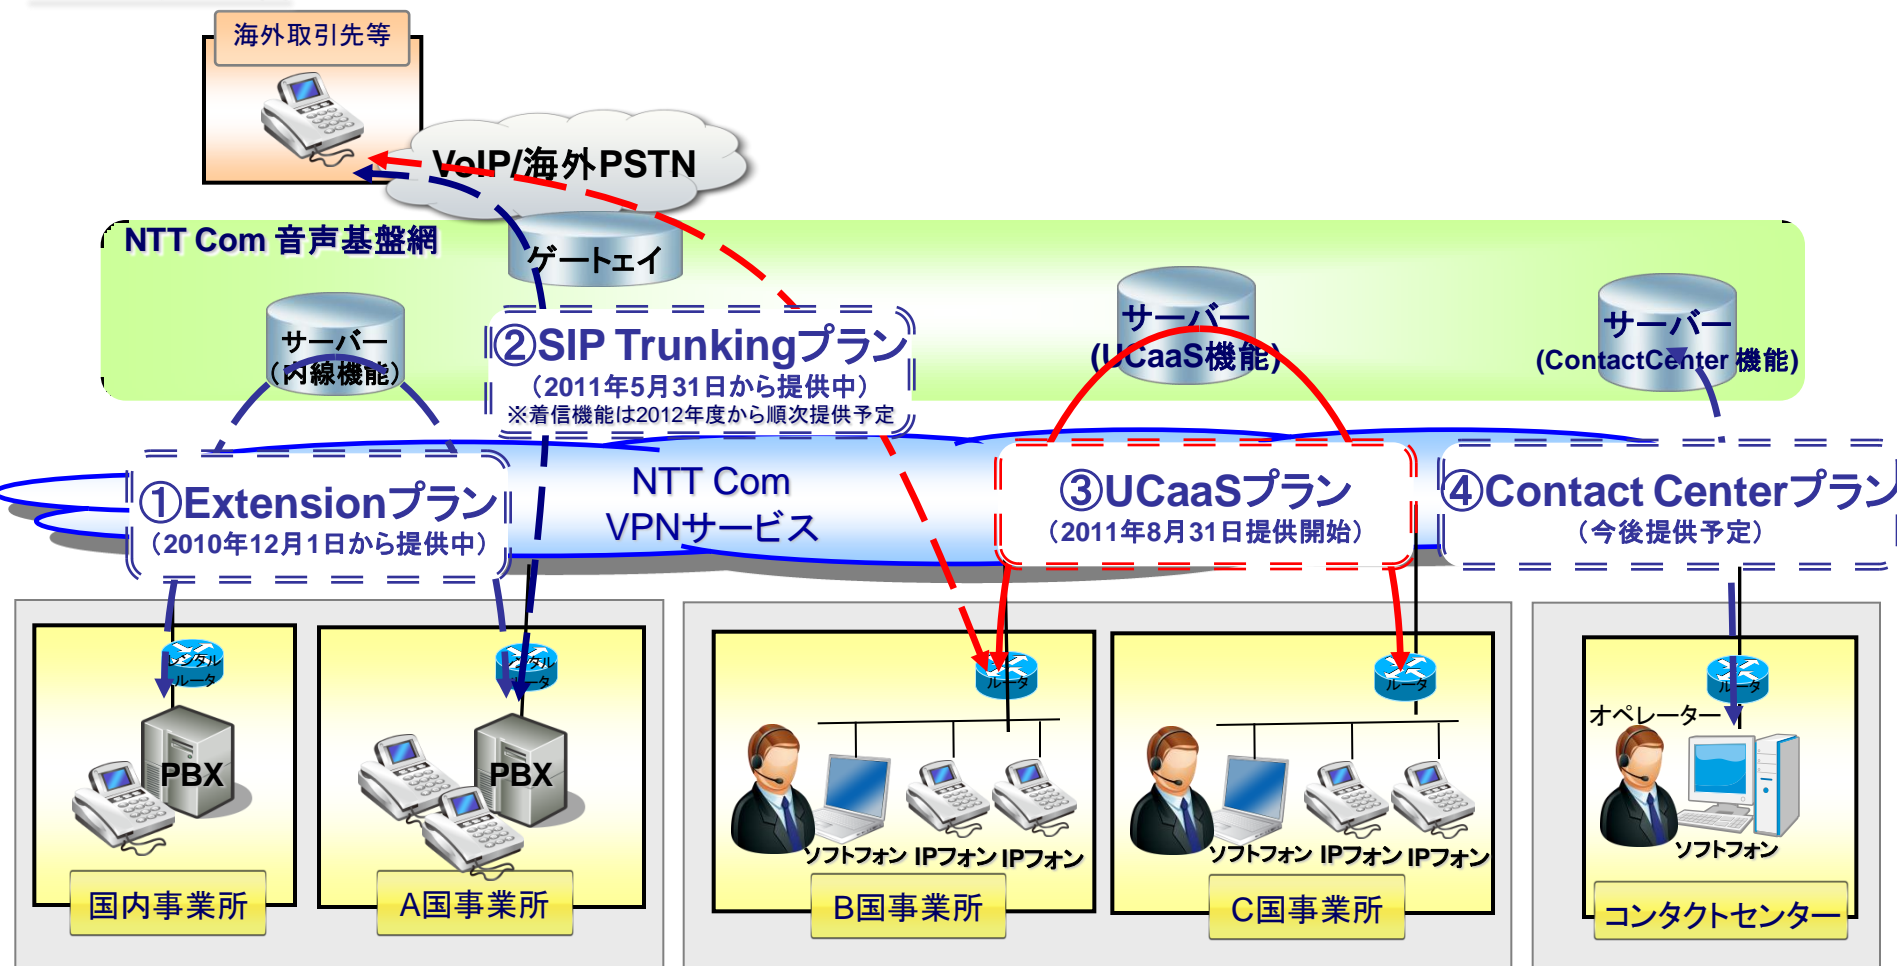 海外取引先等
VoIP/海外PSTN
NTT Com 音声基盤網
ゲートェイ
サーバー
（内線機能）
②SIP Trunkingプラン
（2011年5月31日から提供中）
※着信機能は2012年度から順次提供予定
サーバー
(UCaaS機能)
サーバー
(ContactCenter 機能)
①Extensionプラン
（2010年12月1日から提供中）
NTT Com
VPNサービス
③UCaaSプラン
（2011年8月31日提供開始）
④Contact Centerプラン
（今後提供予定）
レンタル
ルータ
PBX
国内事業所
レンタル
ルータ
PBX
A国事業所
ルータ
ソフトフォン IPフォン IPフォン
B国事業所
ルータ
ソフトフォン IPフォン IPフォン
C国事業所
ルータ
オペレーター
ソフトフォン
コンタクトセンター